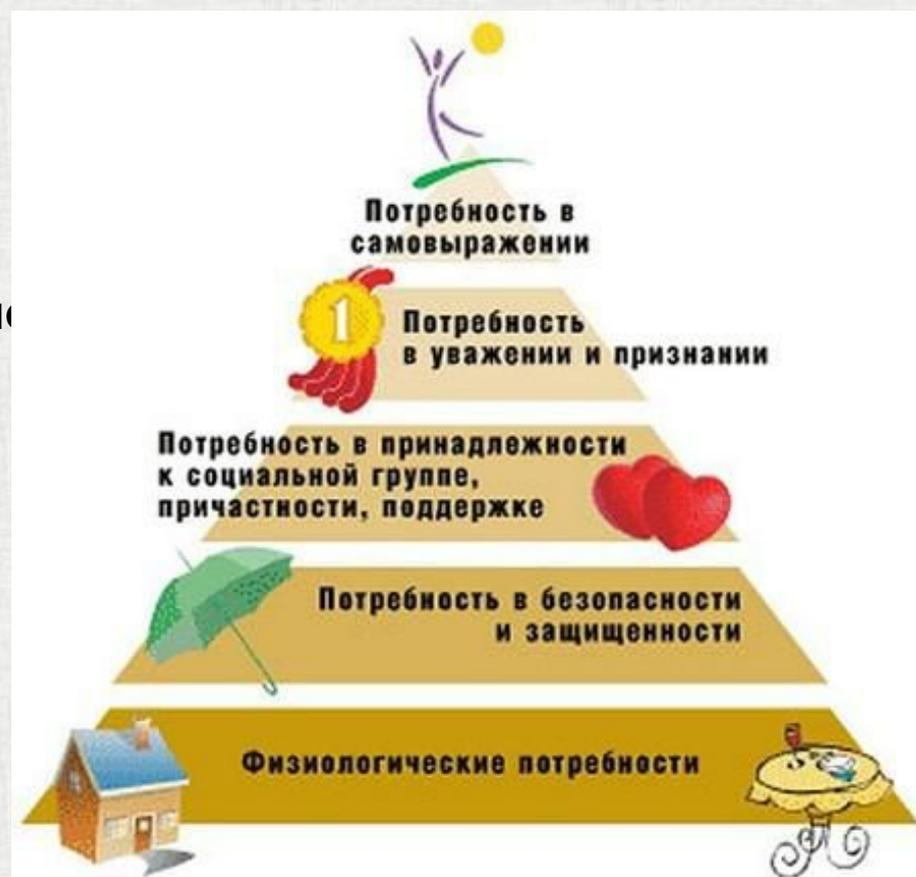 Потребность в
самовыражении
1
Потребность
в уважении и признании
Потребность в принадлежности
к социальной группе,
причастности, поддержке
Потребность в безопасности
и защищенности
Физиологические потребности